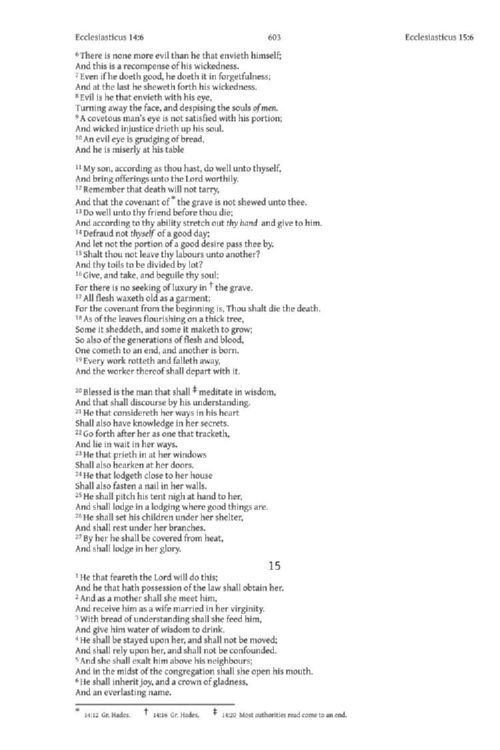 Ecclesiasticus 14:6 603 Ecclesiasticus 15:6
6 There is none more evil than he that envieth himself;
And this is a recompense of his wickedness.
7 Even if he doeth good, he doeth it in forgetfulness;
And at the last he sheweth forth his wickedness.
8 Evil is he that envieth with his eye,
Turning away the face, and despising the souls of men.
9 A covetous man's eye is not satisfied with his portion;
And wicked injustice drieth up his soul.
10 An evil eye is grudging of bread,
And he is miserly at his table
11 My son, according as thou hast, do well unto thyself,
And bring offerings unto the Lord worthily.
12 Remember that death will not tarry,
And that the covenant of * the grave is not shewed unto thee.
13 Do well unto thy friend before thou die;
And according to thy ability stretch out thy hand and give to him.
14 Defraud not thyself of a good day;
And let not the portion of a good desire pass thee by.
15 Shalt thou not leave thy labours unto another?
And thy toils to be divided by lot?
16 Give, and take, and beguile thy soul;
For there is no seeking of luxury in † the grave.
17 All flesh waxeth old as a garment;
For the covenant from the beginning is, Thou shalt die the death.
18 As of the leaves flourishing on a thick tree,
Some it sheddeth, and some it maketh to grow;
So also of the generations of flesh and blood,
One cometh to an end, and another is born.
19 Every work rotteth and falleth away,
And the worker thereof shall depart with it.
20 Blessed is the man that shall ‡ meditate in wisdom,
And that shall discourse by his understanding.
21 He that considereth her ways in his heart
Shall also have knowledge in her secrets.
22 Go forth after her as one that tracketh,
And lie in wait in her ways.
23 He that prieth in at her windows
Shall also hearken at her doors.
24 He that lodgeth close to her house
Shall also fasten a nail in her walls.
25 He shall pitch his tent nigh at hand to her,
And shall lodge in a lodging where good things are.
26 He shall set his children under her shelter,
And shall rest under her branches.
27 By her he shall be covered from heat,
And shall lodge in her glory.
15
1 He that feareth the Lord will do this;
And he that hath possession of the law shall obtain her.
2 And as a mother shall she meet him,
And receive him as a wife married in her virginity.
3 With bread of understanding shall she feed him,
And give him water of wisdom to drink.
4 He shall be stayed upon her, and shall not be moved;
And shall rely upon her, and shall not be confounded.
5 And she shall exalt him above his neighbours;
And in the midst of the congregation shall she open his mouth.
6 He shall inherit joy, and a crown of gladness,
And an everlasting name.
* 14:12 Gr. Hades. † 14:16 Gr. Hades. ‡ 14:20 Most authorities read come to an end.